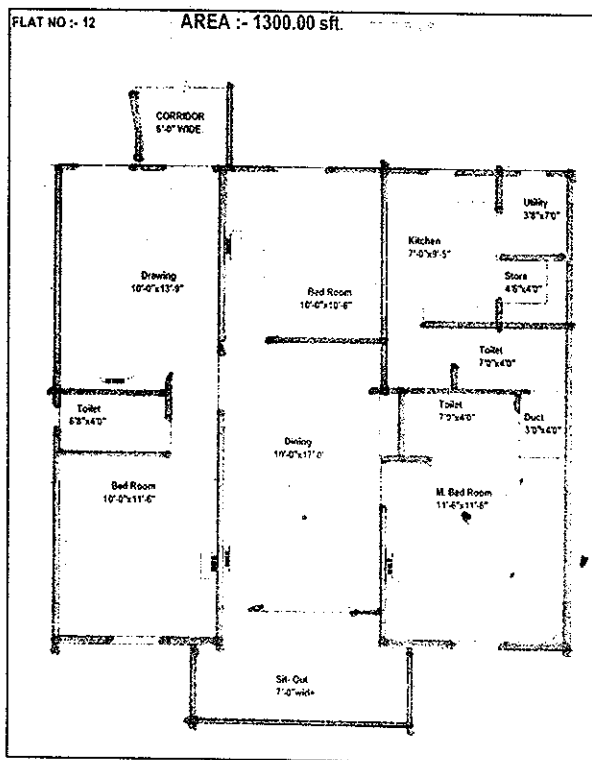 FLAT NO :- 12
AREA :- 1300.00 sft.
CORRIDOR
6'-0" WIDE.
Utility
3'8"x7'0"
Kitchen
7'-0"x9'-5"
Store
4'6"x4'0"
Drawing
10'-0"x13'-9"
Bed Room
10'-0"x10'-6"
Toilet
7'0"x4'0"
Toilet
6'8"x4'0"
Toilet
7'0"x4'0"
Duct
3'0"x4'0"
Dining
10'-0"x17'-0"
Bed Room
10'-0"x11'-6"
M. Bed Room
11'-6"x11'-6"
Sit- Out
7'-0"wide